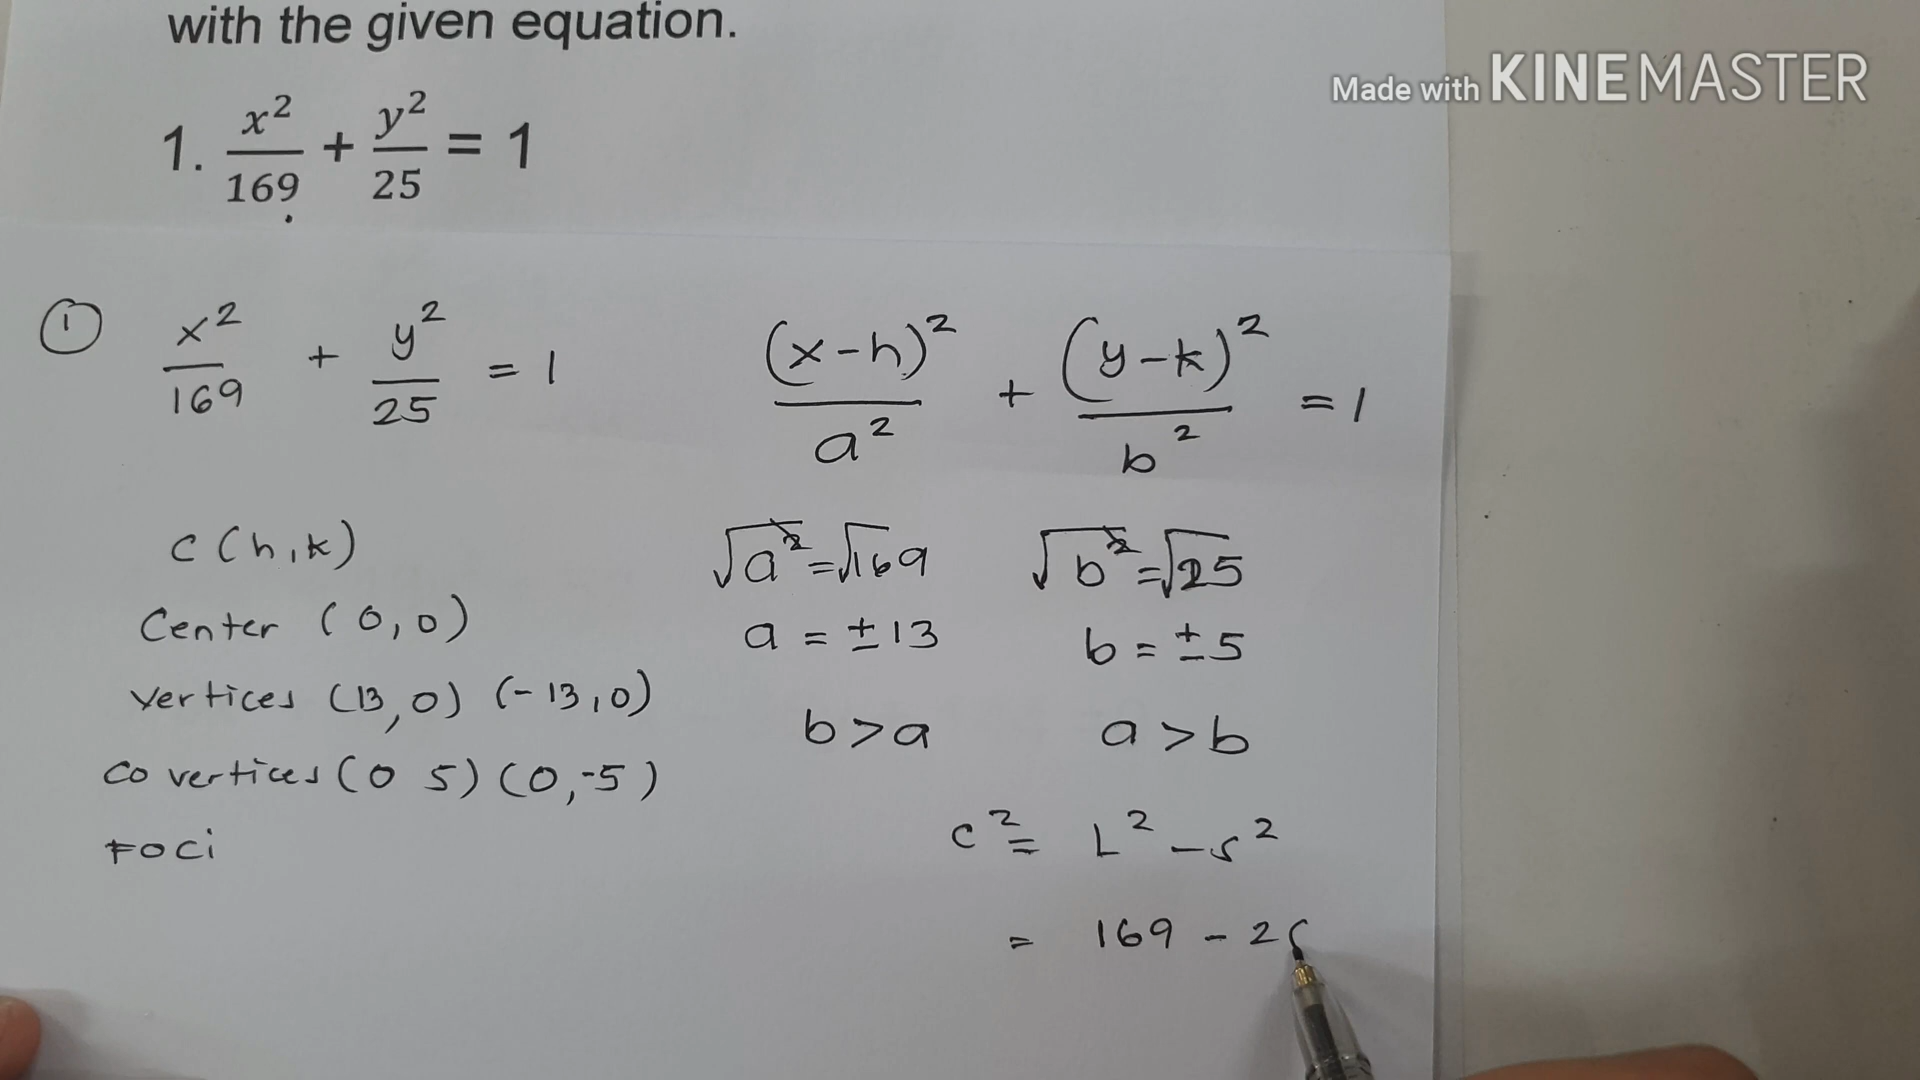 with the given equation.
Made with KINEMASTER
1. x²/169 + y²/25 = 1
① x²/169 + y²/25 = 1
(x-h)²/a² + (y-k)²/b² = 1
C (h,k)
√a² = √169
√b² = √25
Center (0,0)
a = ±13
b = ±5
Vertices (13,0) (-13,0)
b > a
a > b
Co vertices (0 5) (0,-5)
Foci
c² = L² - s²
= 169 - 2